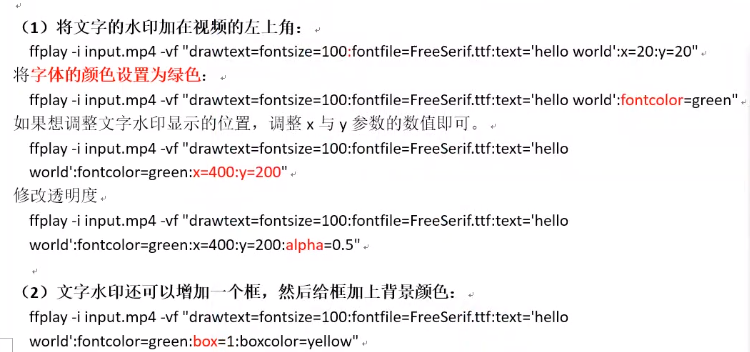 （1）将文字的水印加在视频的左上角：
ffplay -i input.mp4 -vf "drawtext=fontsize=100:fontfile=FreeSerif.ttf:text='hello world':x=20:y=20"
将字体的颜色设置为绿色：
ffplay -i input.mp4 -vf "drawtext=fontsize=100:fontfile=FreeSerif.ttf:text='hello world':fontcolor=green"
如果想调整文字水印显示的位置，调整 x 与 y 参数的数值即可。
ffplay -i input.mp4 -vf "drawtext=fontsize=100:fontfile=FreeSerif.ttf:text='hello
world':fontcolor=green:x=400:y=200"
修改透明度
ffplay -i input.mp4 -vf "drawtext=fontsize=100:fontfile=FreeSerif.ttf:text='hello
world':fontcolor=green:x=400:y=200:alpha=0.5"
（2）文字水印还可以增加一个框，然后给框加上背景颜色：
ffplay -i input.mp4 -vf "drawtext=fontsize=100:fontfile=FreeSerif.ttf:text='hello
world':fontcolor=green:box=1:boxcolor=yellow"